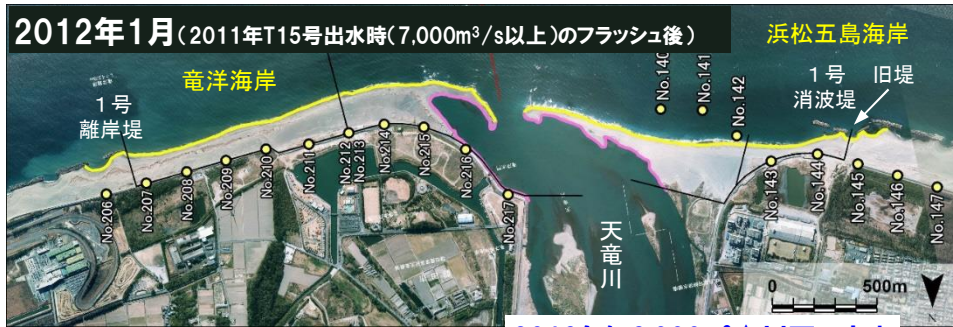 2012年1月（2011年T15号出水時（7,000m³/s以上）のフラッシュ後）
浜松五島海岸
竜洋海岸
1号
離岸堤
1号
消波堤
旧堤
No.140
No.141
No.142
No.206
No.207
No.208
No.209
No.210
No.211
No.212
No.213
No.214
No.215
No.216
No.217
No.143
No.144
No.145
No.146
No.147
天竜川
0 500m
N